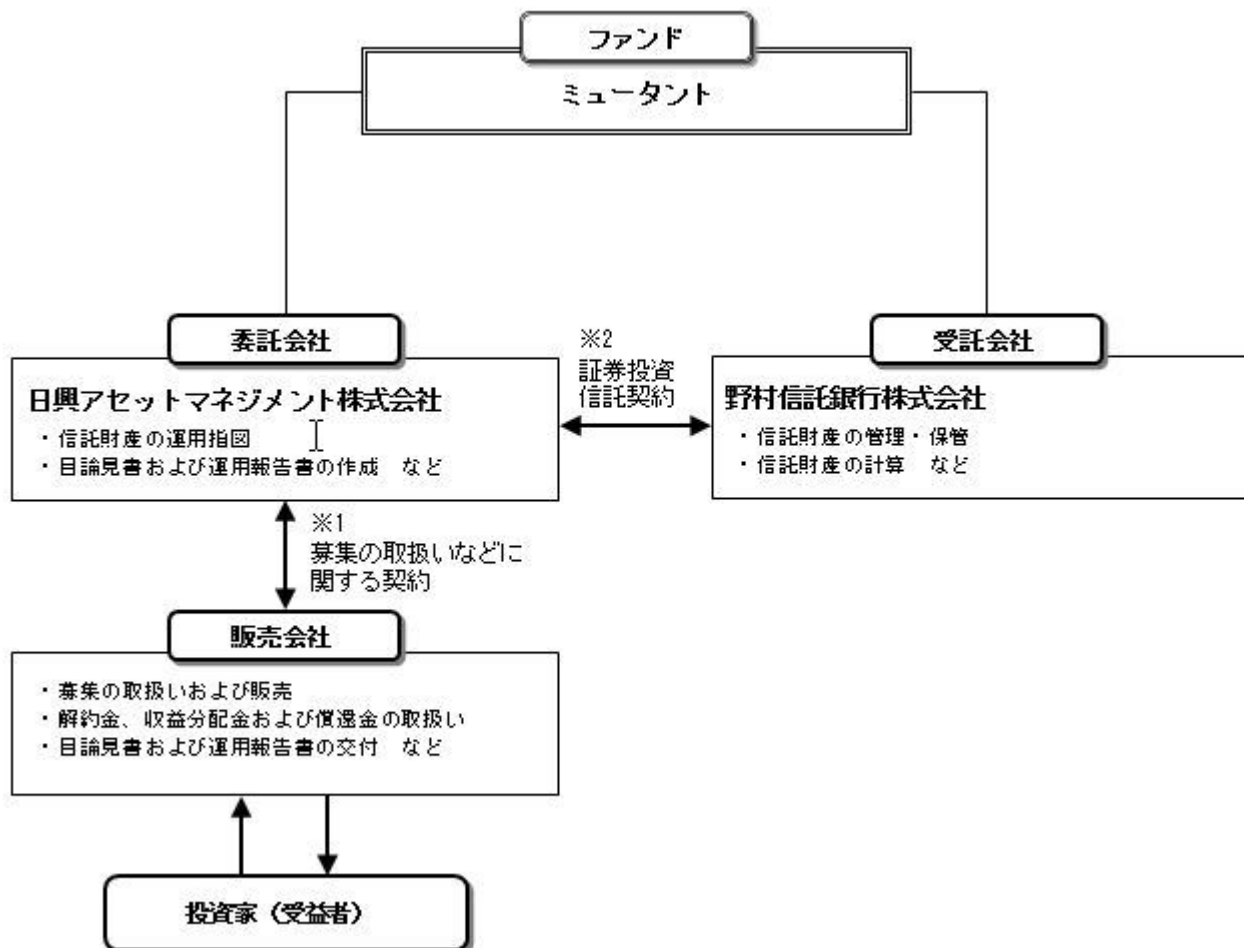 ファンド
ミュータント
委託会社
日興アセットマネジメント株式会社
・信託財産の運用指図
・目論見書および運用報告書の作成　など
※2
証券投資
信託契約
受託会社
野村信託銀行株式会社
・信託財産の管理・保管
・信託財産の計算　など
※1
募集の取扱いなどに
関する契約
販売会社
・募集の取扱いおよび販売
・解約金、収益分配金および償還金の取扱い
・目論見書および運用報告書の交付　など
投資家（受益者）